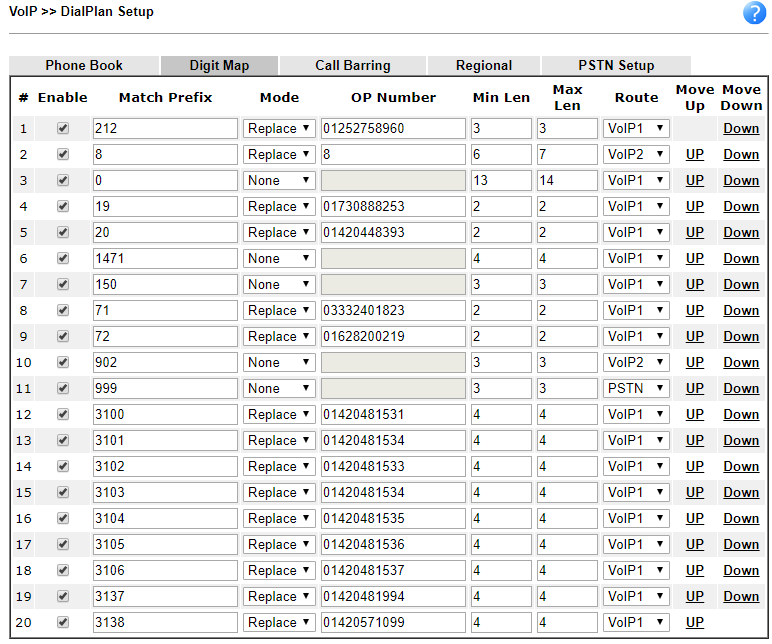 VoIP >> DialPlan Setup
?
Phone Book Digit Map Call Barring Regional PSTN Setup
# Enable Match Prefix Mode OP Number Min Len Max Len Route Move Up Move Down
1 212 Replace 01252758960 3 3 VoIP1 Down
2 8 Replace 8 6 7 VoIP2 UP Down
3 0 None 13 14 VoIP1 UP Down
4 19 Replace 01730888253 2 2 VoIP1 UP Down
5 20 Replace 01420448393 2 2 VoIP1 UP Down
6 1471 None 4 4 VoIP1 UP Down
7 150 None 3 3 VoIP1 UP Down
8 71 Replace 03332401823 2 2 VoIP1 UP Down
9 72 Replace 01628200219 2 2 VoIP1 UP Down
10 902 None 3 3 VoIP2 UP Down
11 999 None 3 3 PSTN UP Down
12 3100 Replace 01420481531 4 4 VoIP1 UP Down
13 3101 Replace 01420481534 4 4 VoIP1 UP Down
14 3102 Replace 01420481533 4 4 VoIP1 UP Down
15 3103 Replace 01420481534 4 4 VoIP1 UP Down
16 3104 Replace 01420481535 4 4 VoIP1 UP Down
17 3105 Replace 01420481536 4 4 VoIP1 UP Down
18 3106 Replace 01420481537 4 4 VoIP1 UP Down
19 3137 Replace 01420481994 4 4 VoIP1 UP Down
20 3138 Replace 01420571099 4 4 VoIP1 UP